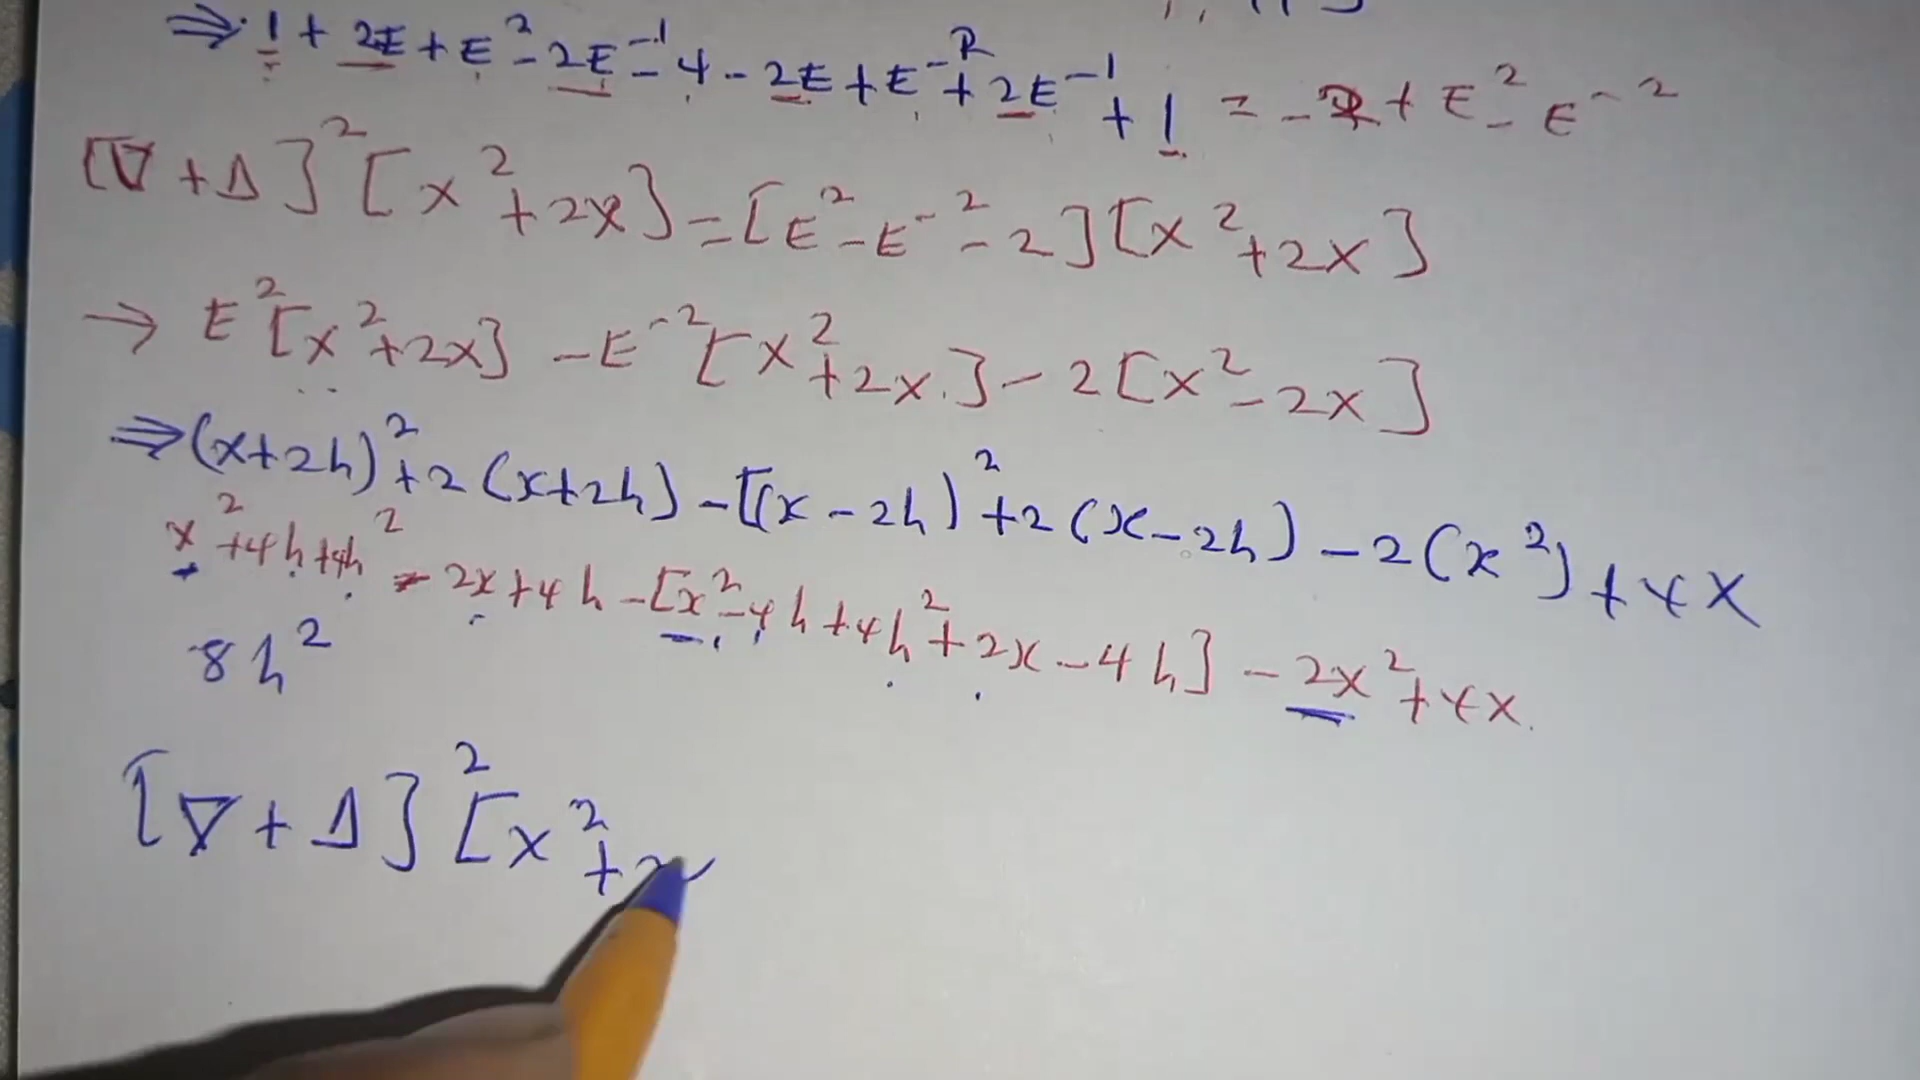 ⇒ 1 + 2E + E² - 2E⁻¹ - 4 - 2E + E⁻² + 2E⁻¹ + 1 = -2 + E² - E⁻²
[∇ + Δ]² [x² + 2x] = [E² - E⁻² - 2] [x² + 2x]
→ E² [x² + 2x] - E⁻² [x² + 2x] - 2 [x² - 2x]
⇒ (x+2h)² + 2 (x+2h) - [(x - 2h)² + 2 (x - 2h) - 2 (x²) + 4x
x² + 4h + 4h² - 2x + 4h - [x² - 4h + 4h² + 2x - 4h] - 2x² + 4x
8h²
[∇ + Δ]² [x² +